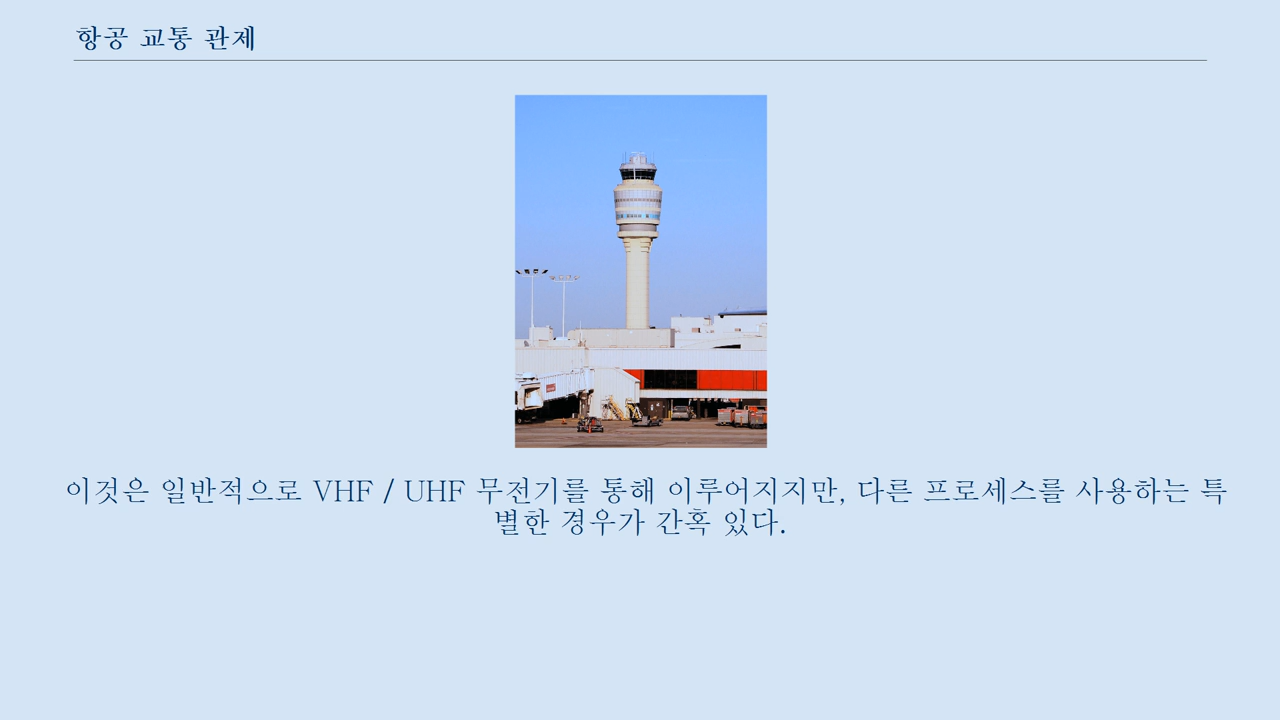 항공 교통 관제
이것은 일반적으로 VHF / UHF 무전기를 통해 이루어지지만, 다른 프로세스를 사용하는 특
별한 경우가 간혹 있다.